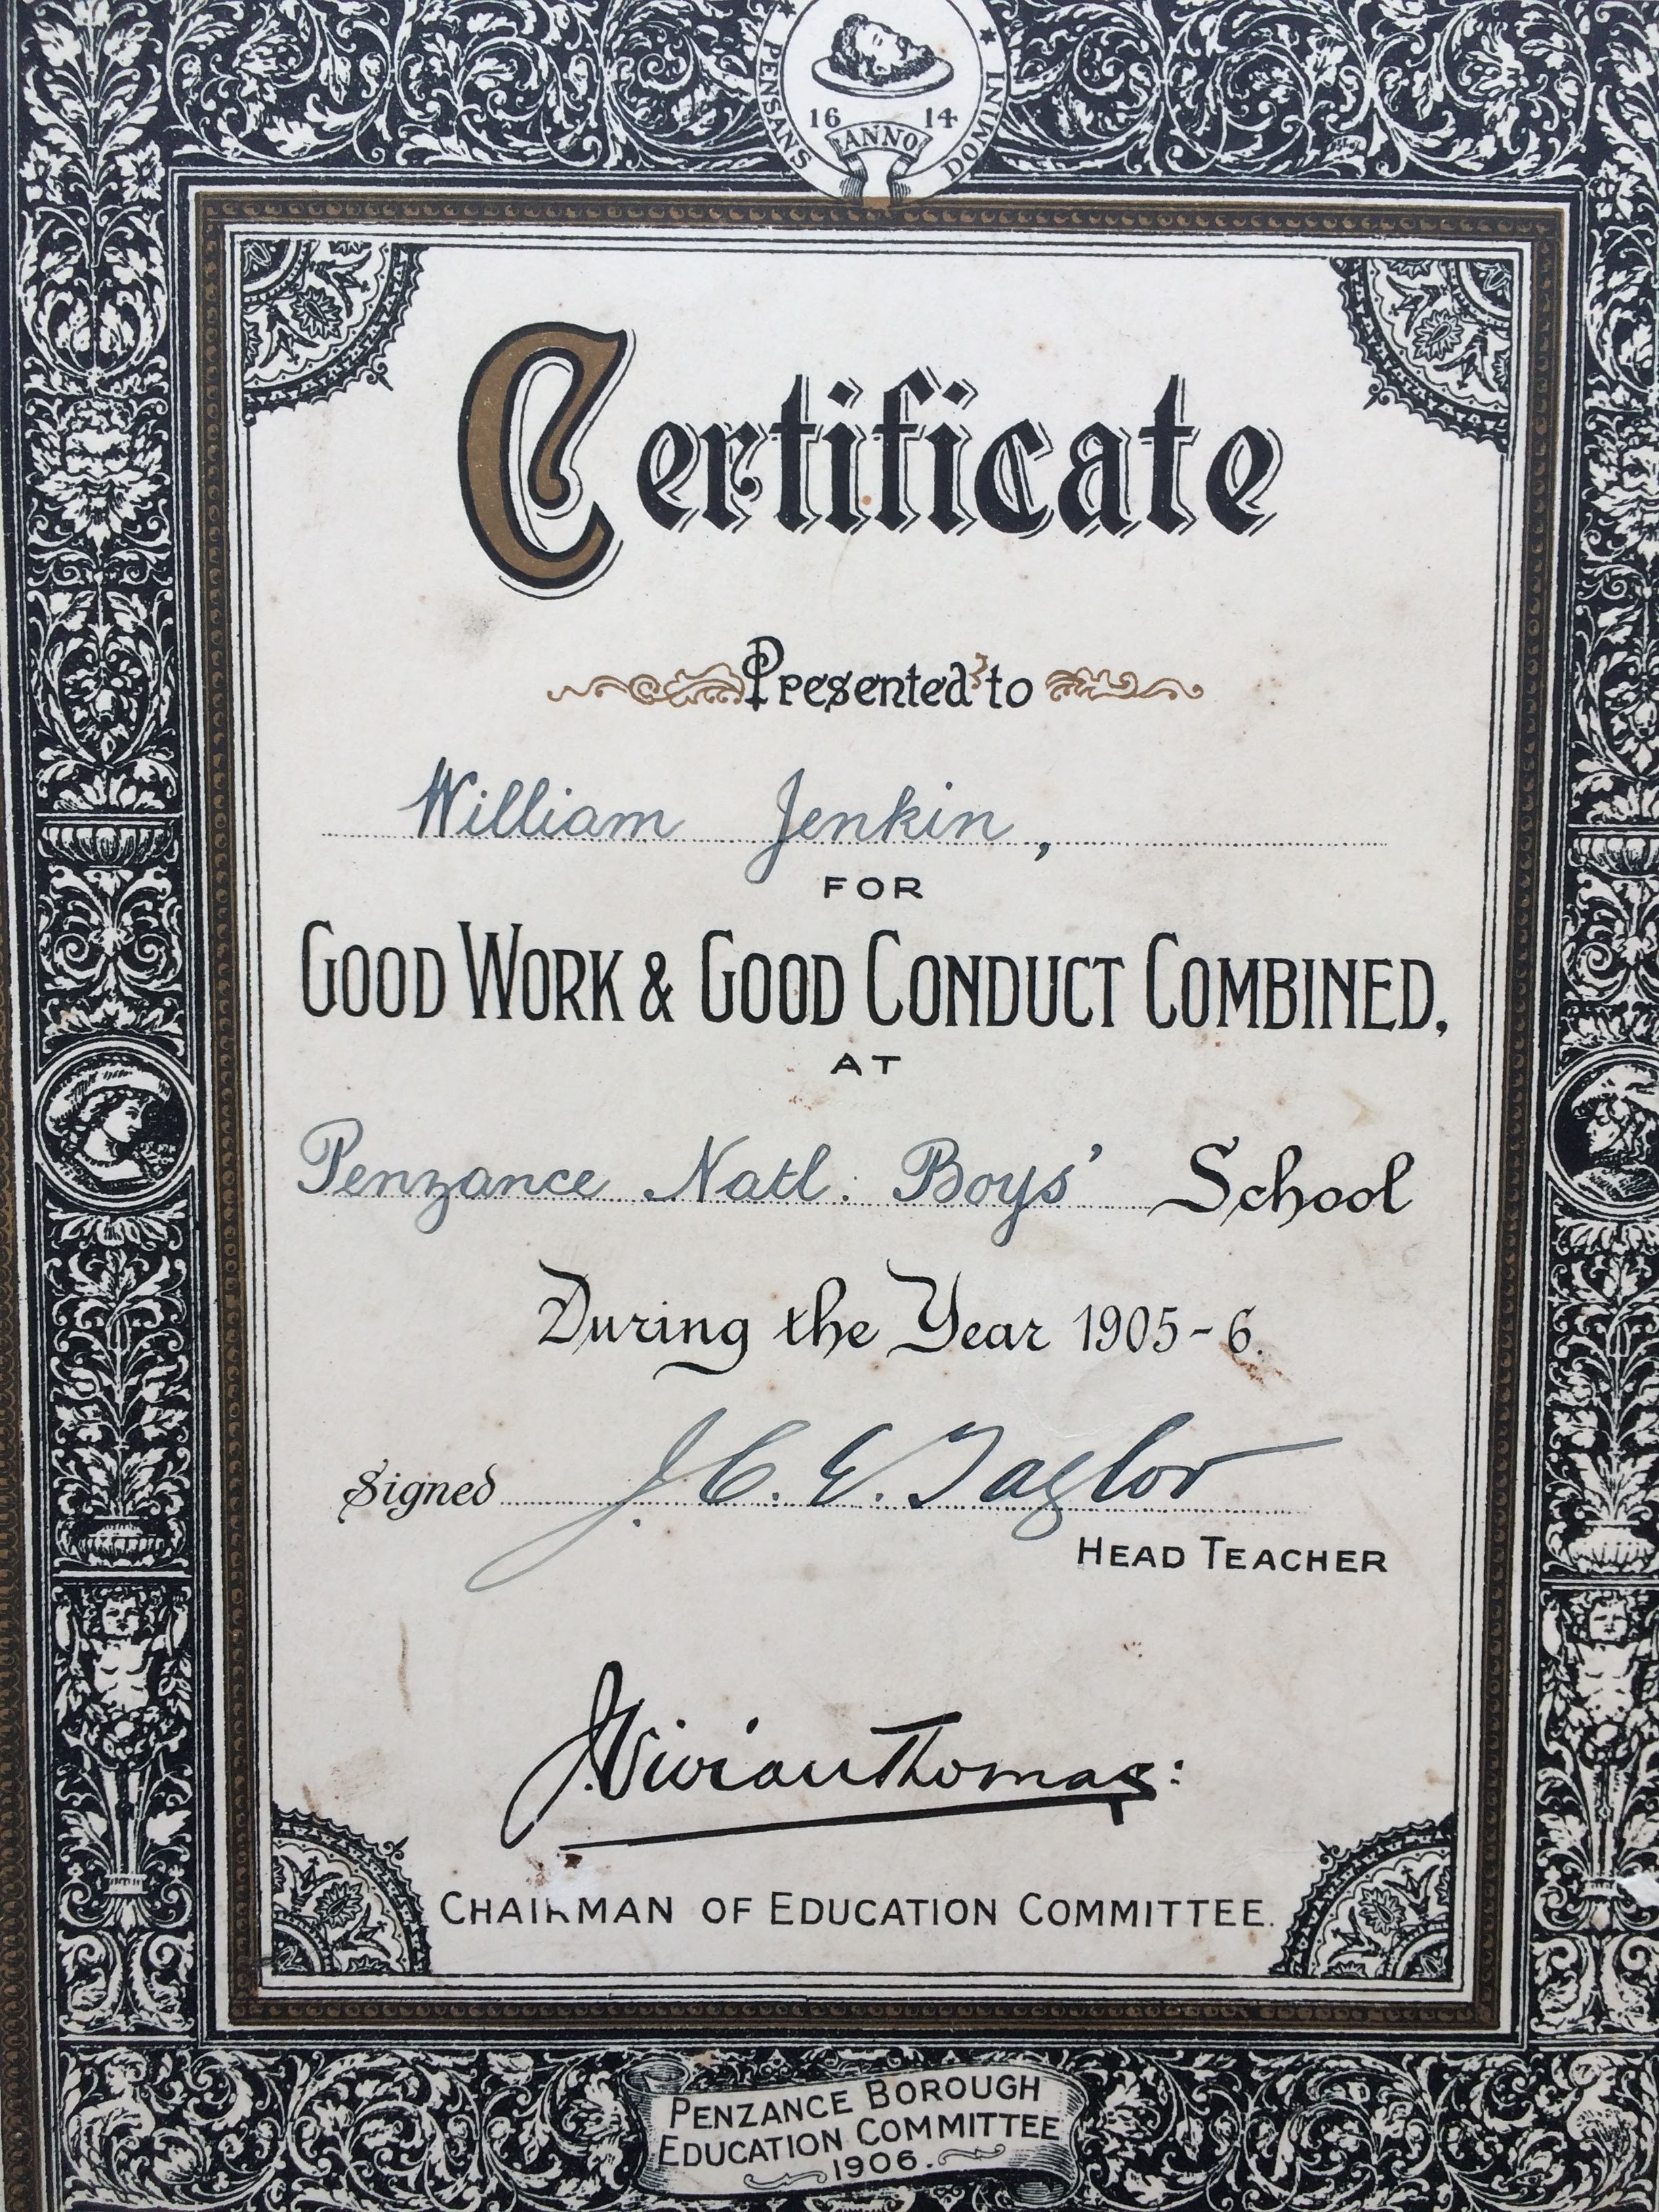 PENSANS ANNO DOMINI
16 14
Certificate
Presented to
William Jenkin,
FOR
GOOD WORK & GOOD CONDUCT COMBINED,
AT
Penzance Natl. Boys' School
During the Year 1905-6.
Signed J. C. E. Taylor
HEAD TEACHER
J. Vivian Thomas:
CHAIRMAN OF EDUCATION COMMITTEE.
PENZANCE BOROUGH
EDUCATION COMMITTEE
1906.